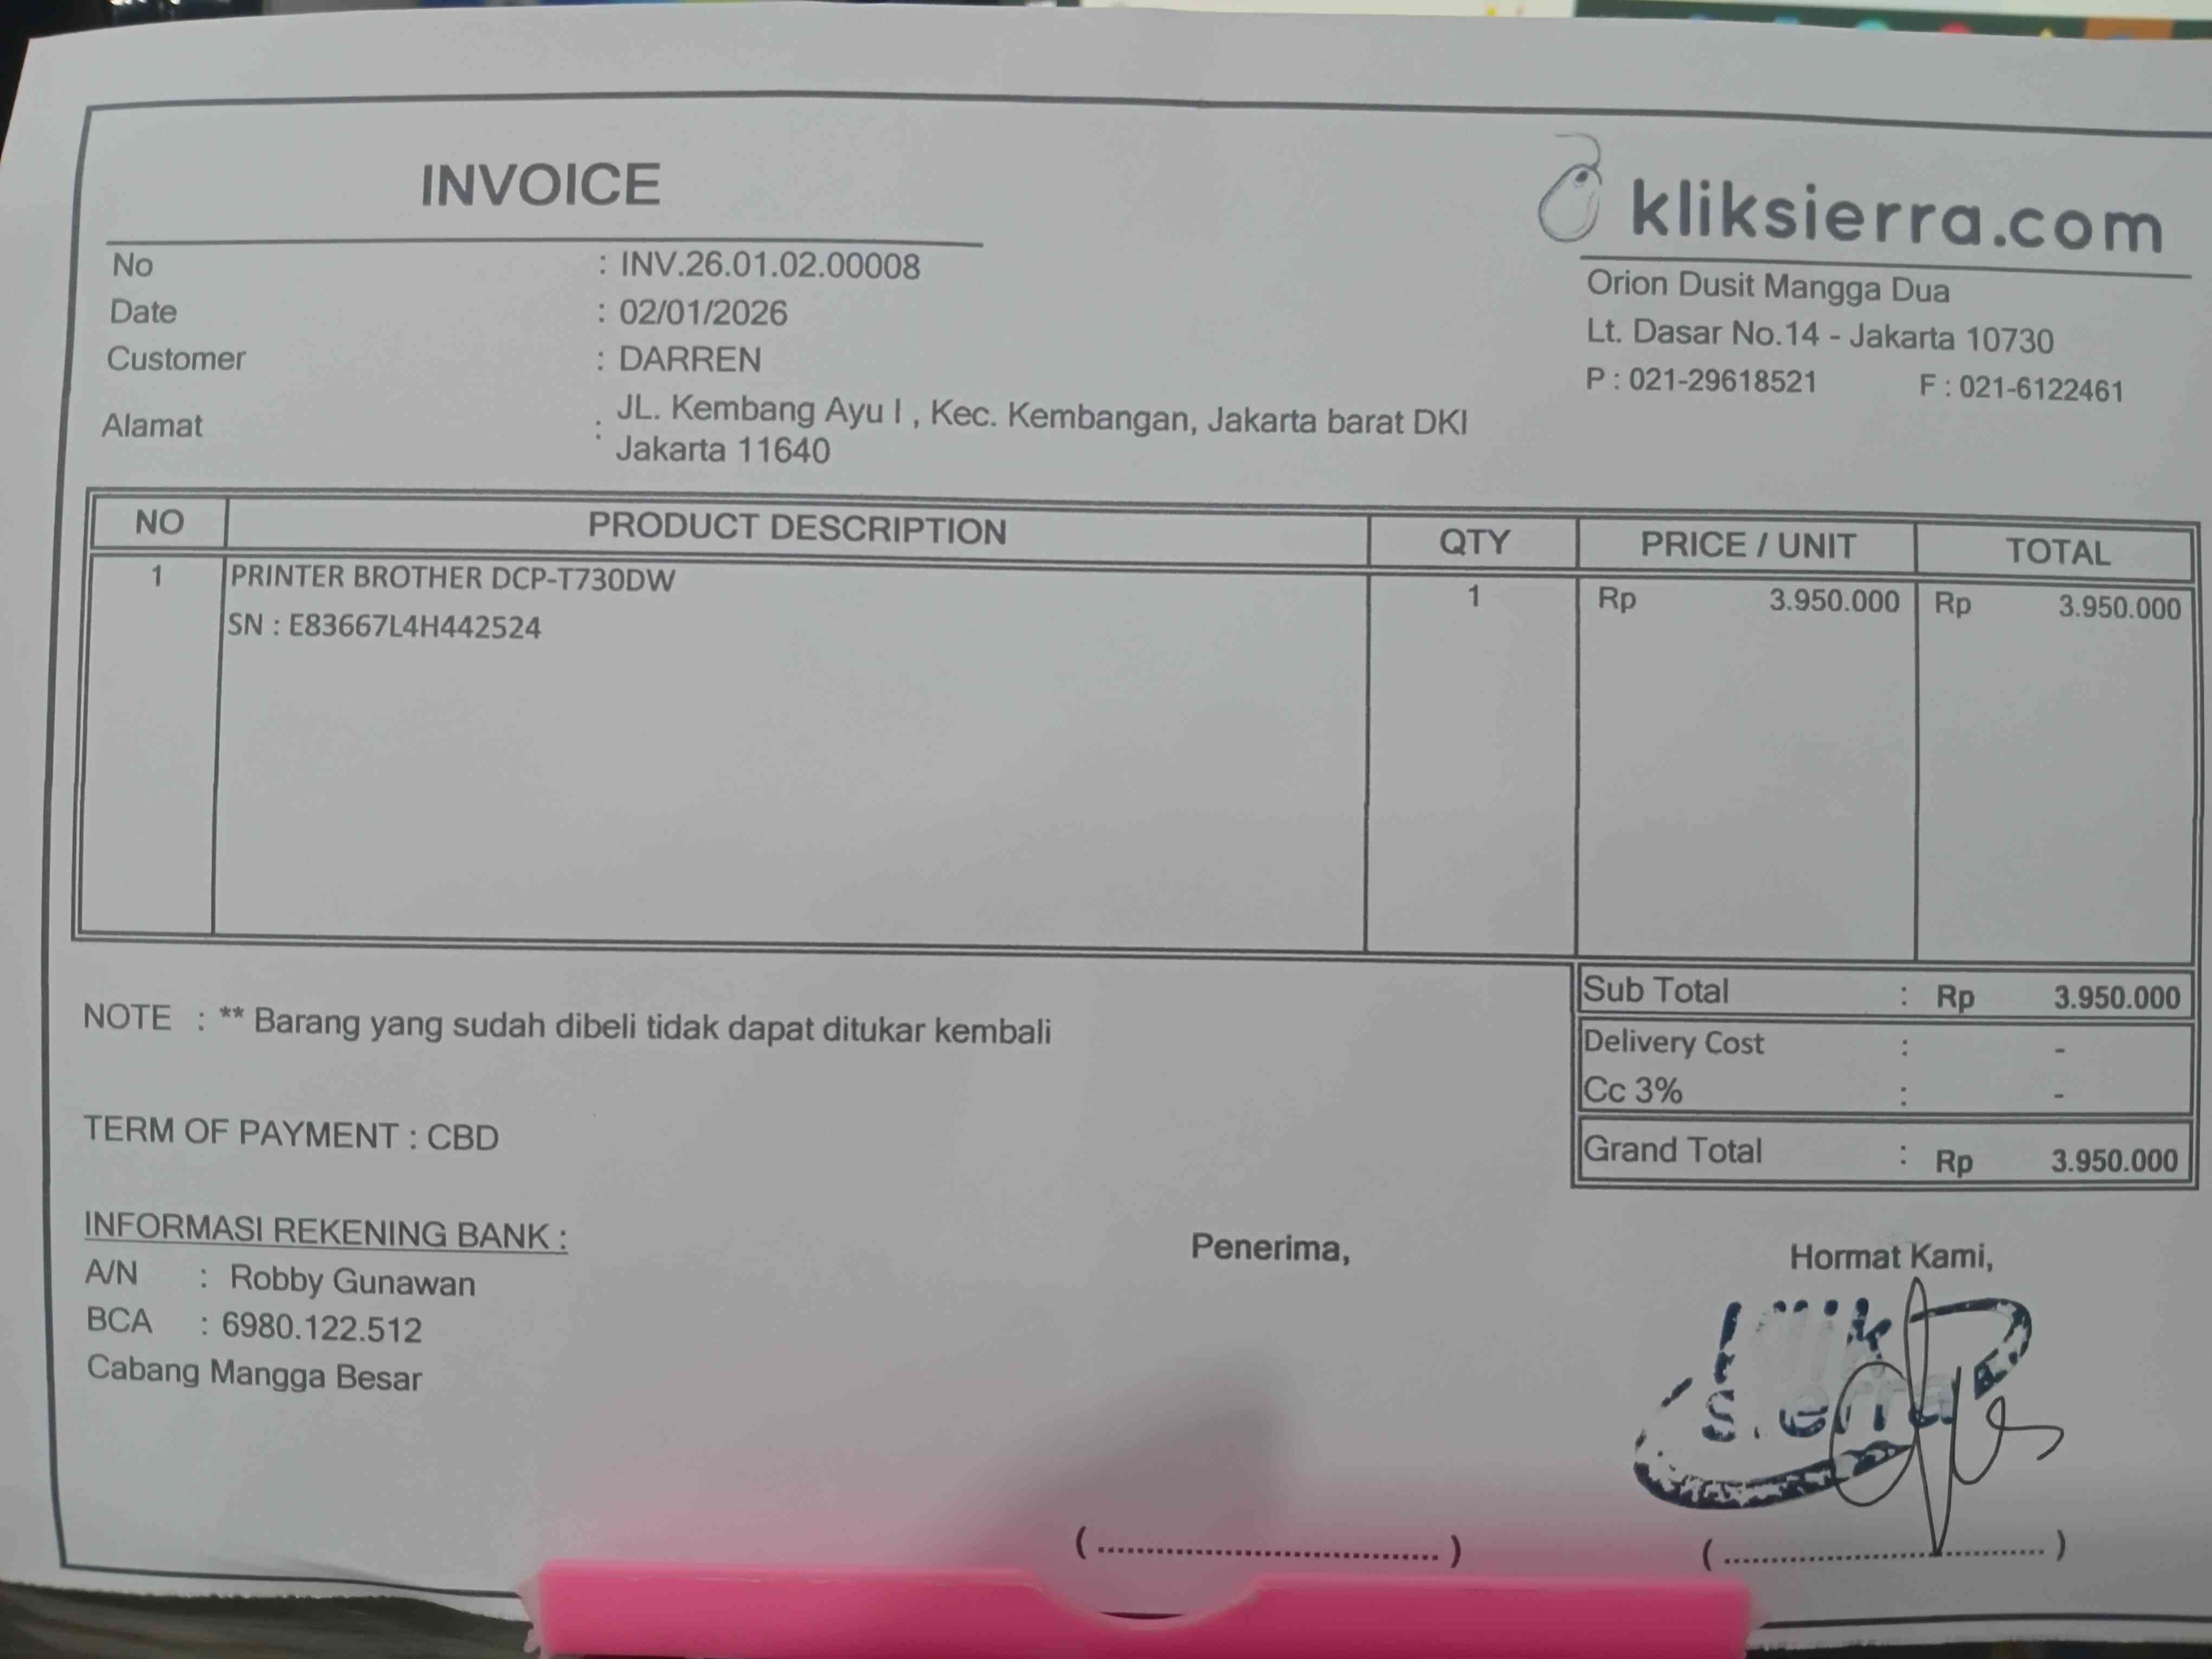 INVOICE
kliksierra.com
No : INV.26.01.02.00008
Date : 02/01/2026
Customer : DARREN
Alamat : JL. Kembang Ayu I , Kec. Kembangan, Jakarta barat DKI
Jakarta 11640
Orion Dusit Mangga Dua
Lt. Dasar No.14 - Jakarta 10730
P : 021-29618521 F : 021-6122461
NO PRODUCT DESCRIPTION QTY PRICE / UNIT TOTAL
1 PRINTER BROTHER DCP-T730DW 1 Rp 3.950.000 Rp 3.950.000
SN : E83667L4H442524
Sub Total : Rp 3.950.000
Delivery Cost : -
Cc 3% : -
Grand Total : Rp 3.950.000
NOTE : ** Barang yang sudah dibeli tidak dapat ditukar kembali
TERM OF PAYMENT : CBD
INFORMASI REKENING BANK :
A/N : Robby Gunawan
BCA : 6980.122.512
Cabang Mangga Besar
Penerima,
Hormat Kami,
klik
sierra
(....................................)
(....................................)